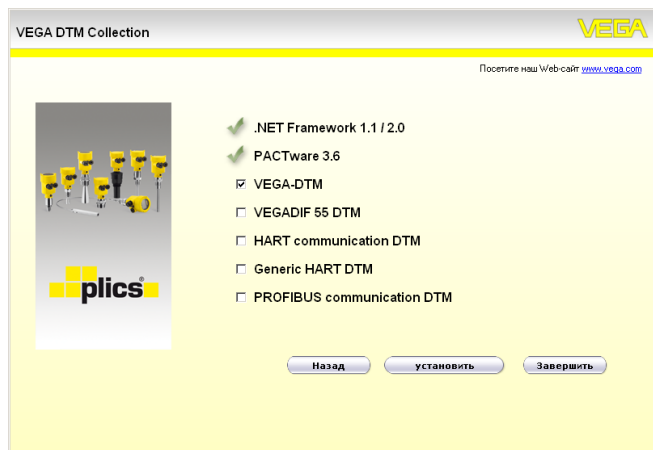 VEGA DTM Collection
VEGA
Посетите наш Web-сайт www.vega.com
.NET Framework 1.1 / 2.0
PACTware 3.6
VEGA-DTM
VEGADIF 55 DTM
HART communication DTM
Generic HART DTM
PROFIBUS communication DTM
plics®
Назад
установить
Завершить